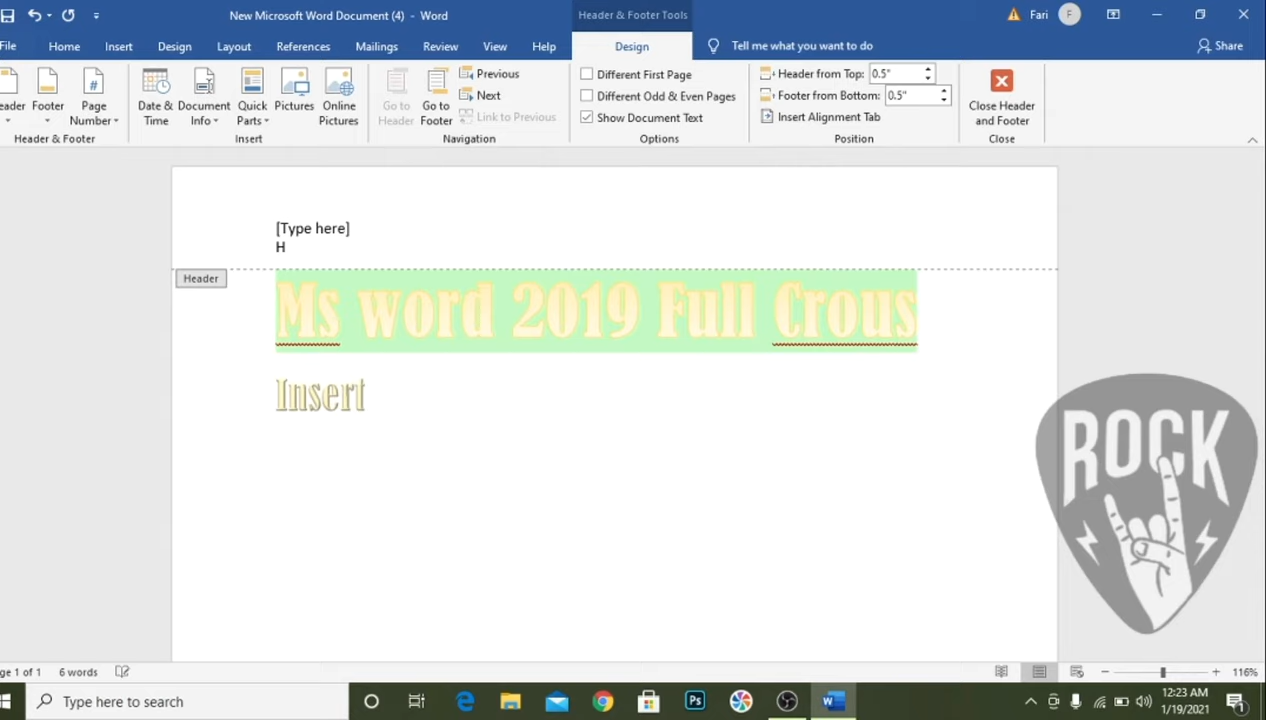 New Microsoft Word Document (4) - Word
Header & Footer Tools
Fari
F
File
Home
Insert
Design
Layout
References
Mailings
Review
View
Help
Design
Tell me what you want to do
Share
eader
Footer
Page Number
Header & Footer
Date & Time
Document Info
Quick Parts
Pictures
Online Pictures
Insert
Go to Header
Go to Footer
Previous
Next
Link to Previous
Navigation
Different First Page
Different Odd & Even Pages
Show Document Text
Options
Header from Top: 0.5"
Footer from Bottom: 0.5"
Insert Alignment Tab
Position
Close Header and Footer
Close
[Type here]
H
Header
Ms word 2019 Full Crous
Insert
ROCK
ge 1 of 1
6 words
116%
Type here to search
Ps
W
12:23 AM
1/19/2021
1